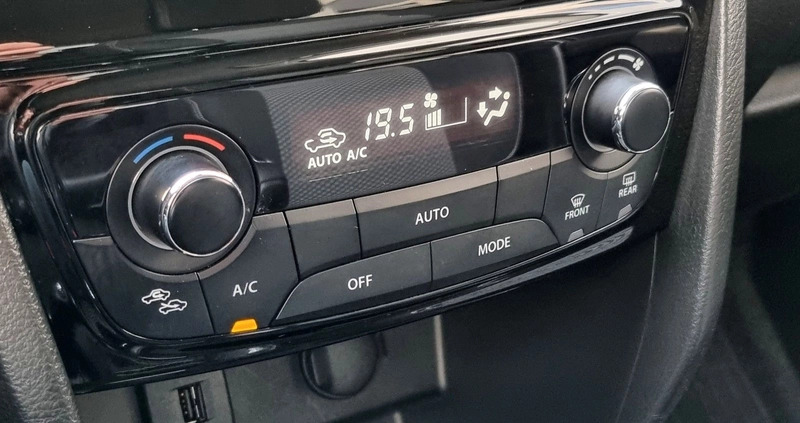 19.5
AUTO A/C
AUTO
FRONT
REAR
A/C
OFF
MODE